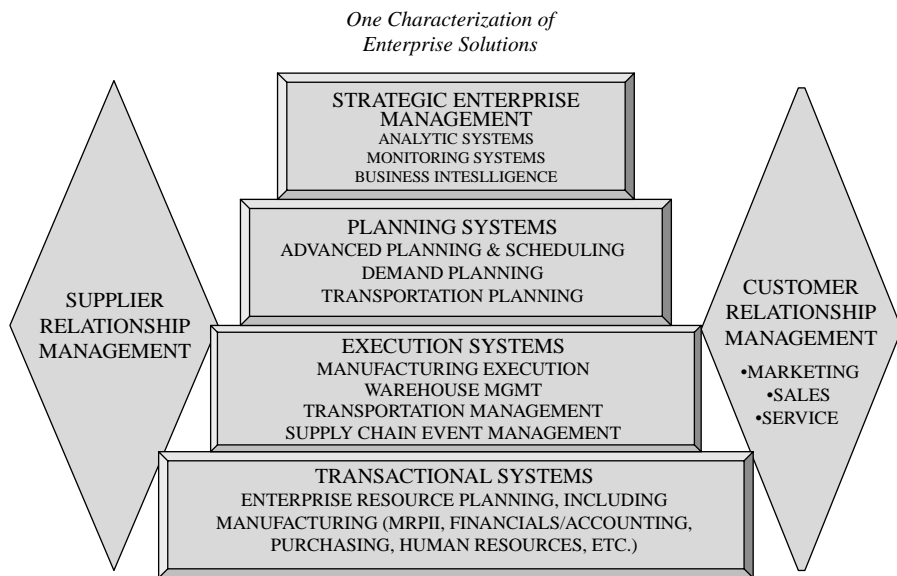 One Characterization of
Enterprise Solutions
STRATEGIC ENTERPRISE
MANAGEMENT
ANALYTIC SYSTEMS
MONITORING SYSTEMS
BUSINESS INTESLLIGENCE
PLANNING SYSTEMS
ADVANCED PLANNING & SCHEDULING
DEMAND PLANNING
TRANSPORTATION PLANNING
SUPPLIER
RELATIONSHIP
MANAGEMENT
EXECUTION SYSTEMS
MANUFACTURING EXECUTION
WAREHOUSE MGMT
TRANSPORTATION MANAGEMENT
SUPPLY CHAIN EVENT MANAGEMENT
CUSTOMER
RELATIONSHIP
MANAGEMENT
•MARKETING
•SALES
•SERVICE
TRANSACTIONAL SYSTEMS
ENTERPRISE RESOURCE PLANNING, INCLUDING
MANUFACTURING (MRPII, FINANCIALS/ACCOUNTING,
PURCHASING, HUMAN RESOURCES, ETC.)